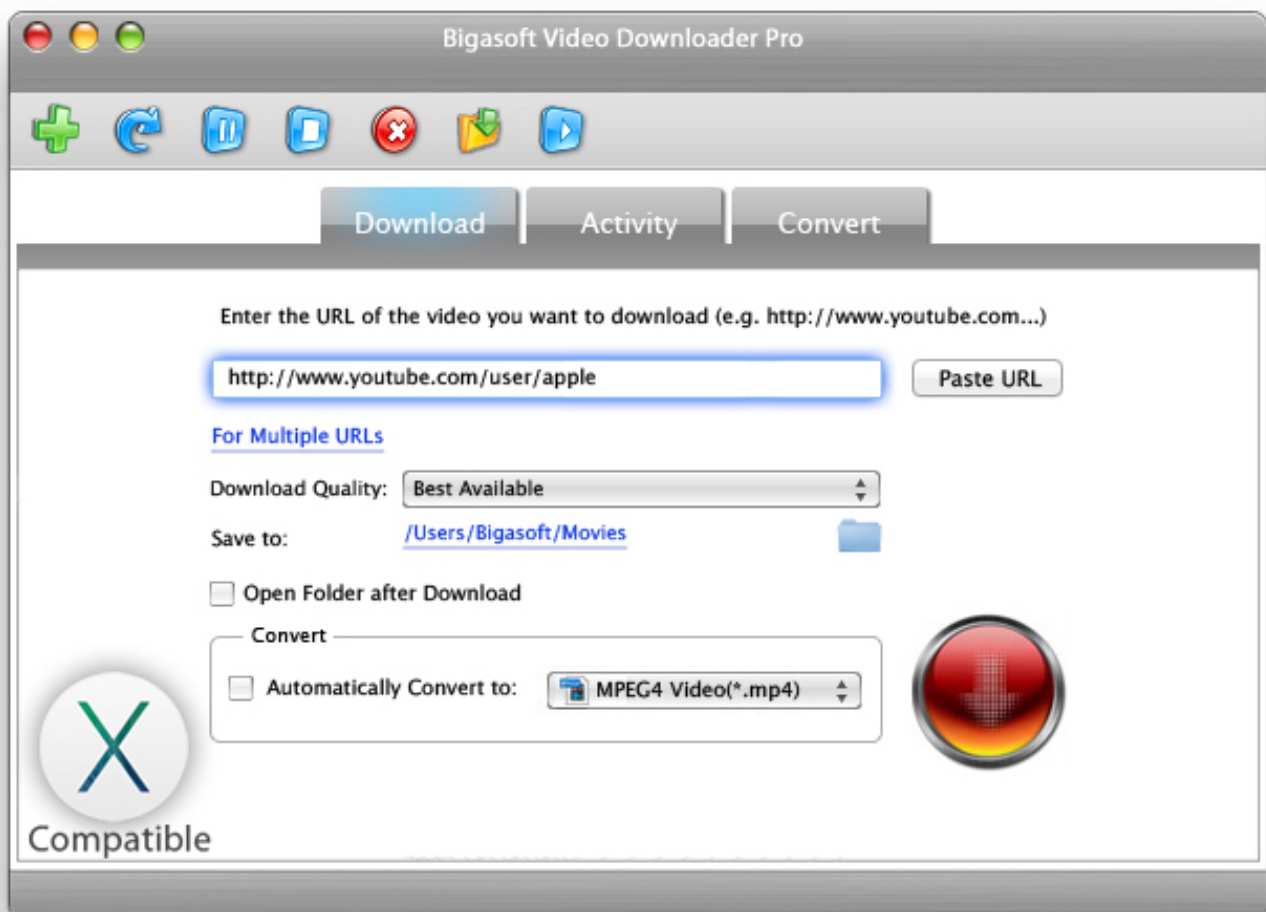 Bigasoft Video Downloader Pro
Download Activity Convert
Enter the URL of the video you want to download (e.g. http://www.youtube.com...)
http://www.youtube.com/user/apple Paste URL
For Multiple URLs
Download Quality: Best Available
Save to: /Users/Bigasoft/Movies
Open Folder after Download
Convert
Automatically Convert to: MPEG4 Video(*.mp4)
X
Compatible